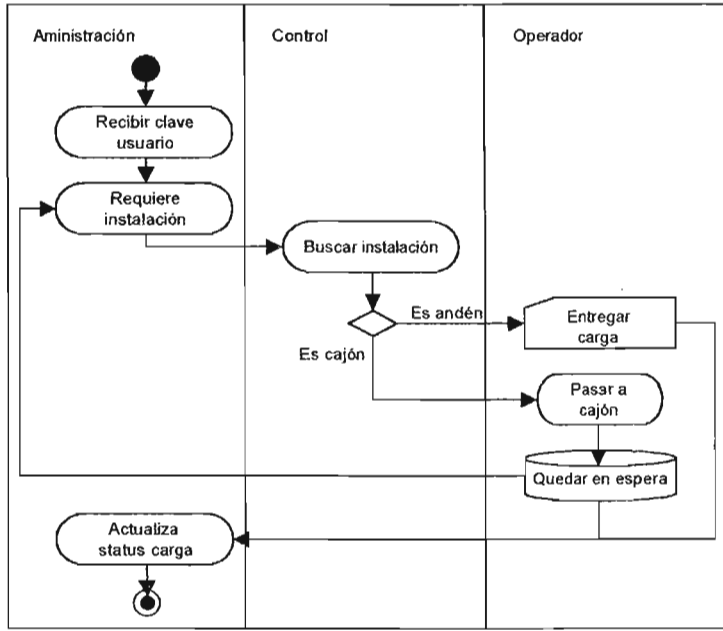 Aministración
Control
Operador
Recibir clave
usuario
Requiere
instalación
Buscar instalación
Es andén
Entregar
carga
Es cajón
Pasar a
cajón
Quedar en espera
Actualiza
status carga